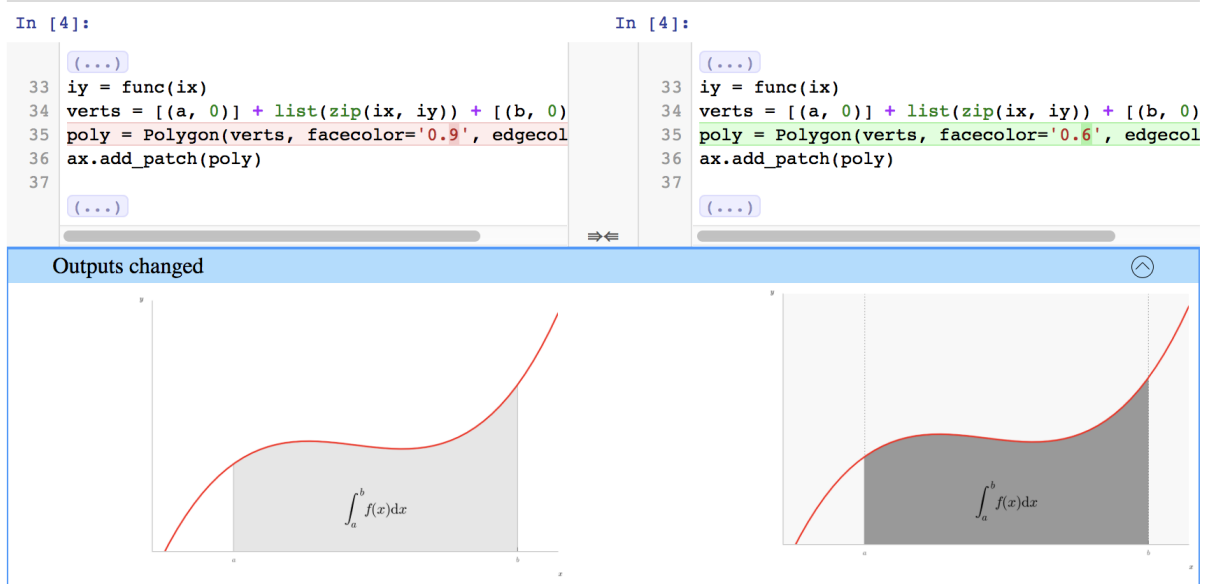 In [4]:
(...)
33 iy = func(ix)
34 verts = [(a, 0)] + list(zip(ix, iy)) + [(b, 0)
35 poly = Polygon(verts, facecolor='0.9', edgecol
36 ax.add_patch(poly)
37
(...)
In [4]:
(...)
33 iy = func(ix)
34 verts = [(a, 0)] + list(zip(ix, iy)) + [(b, 0)
35 poly = Polygon(verts, facecolor='0.6', edgecol
36 ax.add_patch(poly)
37
(...)
Outputs changed
y
∫_a^b f(x)dx
a b
x
y
∫_a^b f(x)dx
a b
x